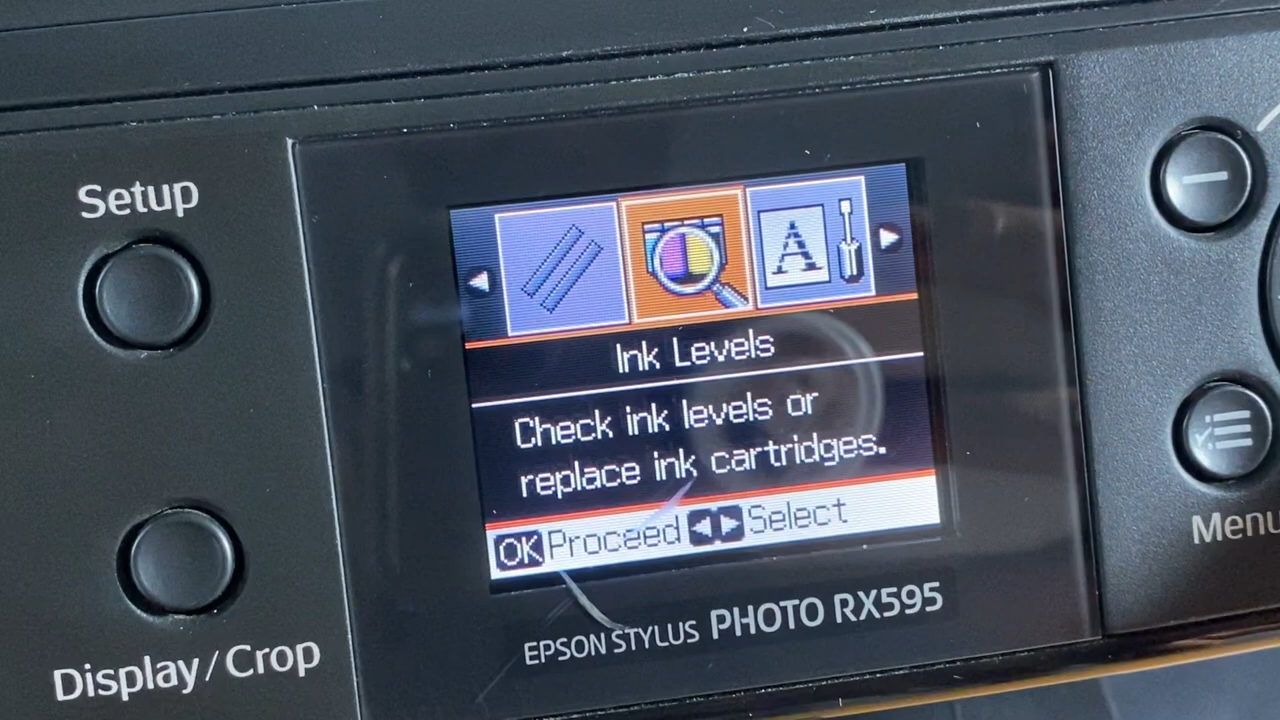 Setup
A
Ink Levels
Check ink levels or
replace ink cartridges.
OK Proceed Select
EPSON STYLUS PHOTO RX595
Display/Crop
Menu